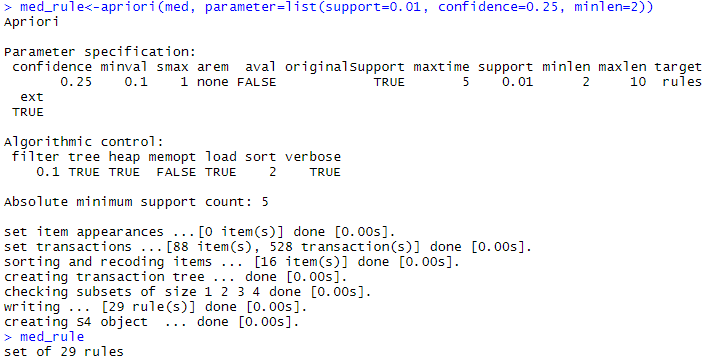 > med_rule<-apriori(med, parameter=list(support=0.01, confidence=0.25, minlen=2))
Apriori

Parameter specification:
 confidence minval smax arem  aval originalSupport maxtime support minlen maxlen target
       0.25    0.1    1 none FALSE            TRUE       5    0.01      2     10  rules
  ext
 TRUE

Algorithmic control:
 filter tree heap memopt load sort verbose
    0.1 TRUE TRUE  FALSE TRUE    2    TRUE

Absolute minimum support count: 5

set item appearances ...[0 item(s)] done [0.00s].
set transactions ...[88 item(s), 528 transaction(s)] done [0.00s].
sorting and recoding items ... [16 item(s)] done [0.00s].
creating transaction tree ... done [0.00s].
checking subsets of size 1 2 3 4 done [0.00s].
writing ... [29 rule(s)] done [0.00s].
creating S4 object  ... done [0.00s].
> med_rule
set of 29 rules